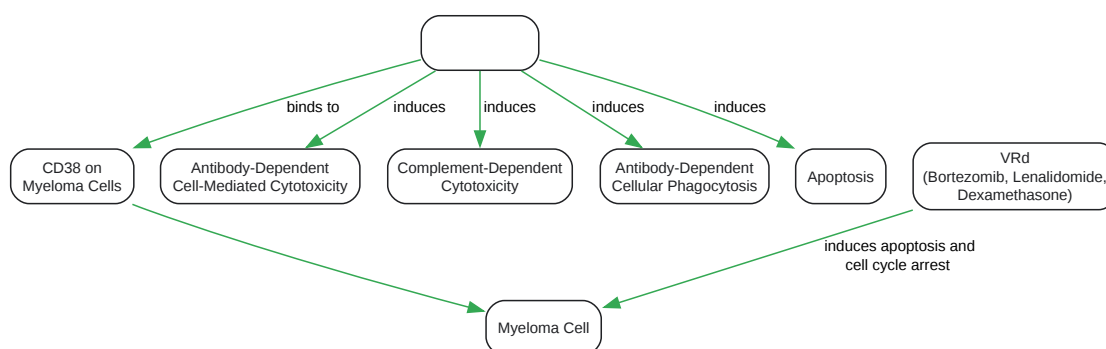 binds to
induces
induces
induces
induces
CD38 on
Myeloma Cells
Antibody-Dependent
Cell-Mediated Cytotoxicity
Complement-Dependent
Cytotoxicity
Antibody-Dependent
Cellular Phagocytosis
Apoptosis
VRd
(Bortezomib, Lenalidomide,
Dexamethasone)
induces apoptosis and
cell cycle arrest
Myeloma Cell